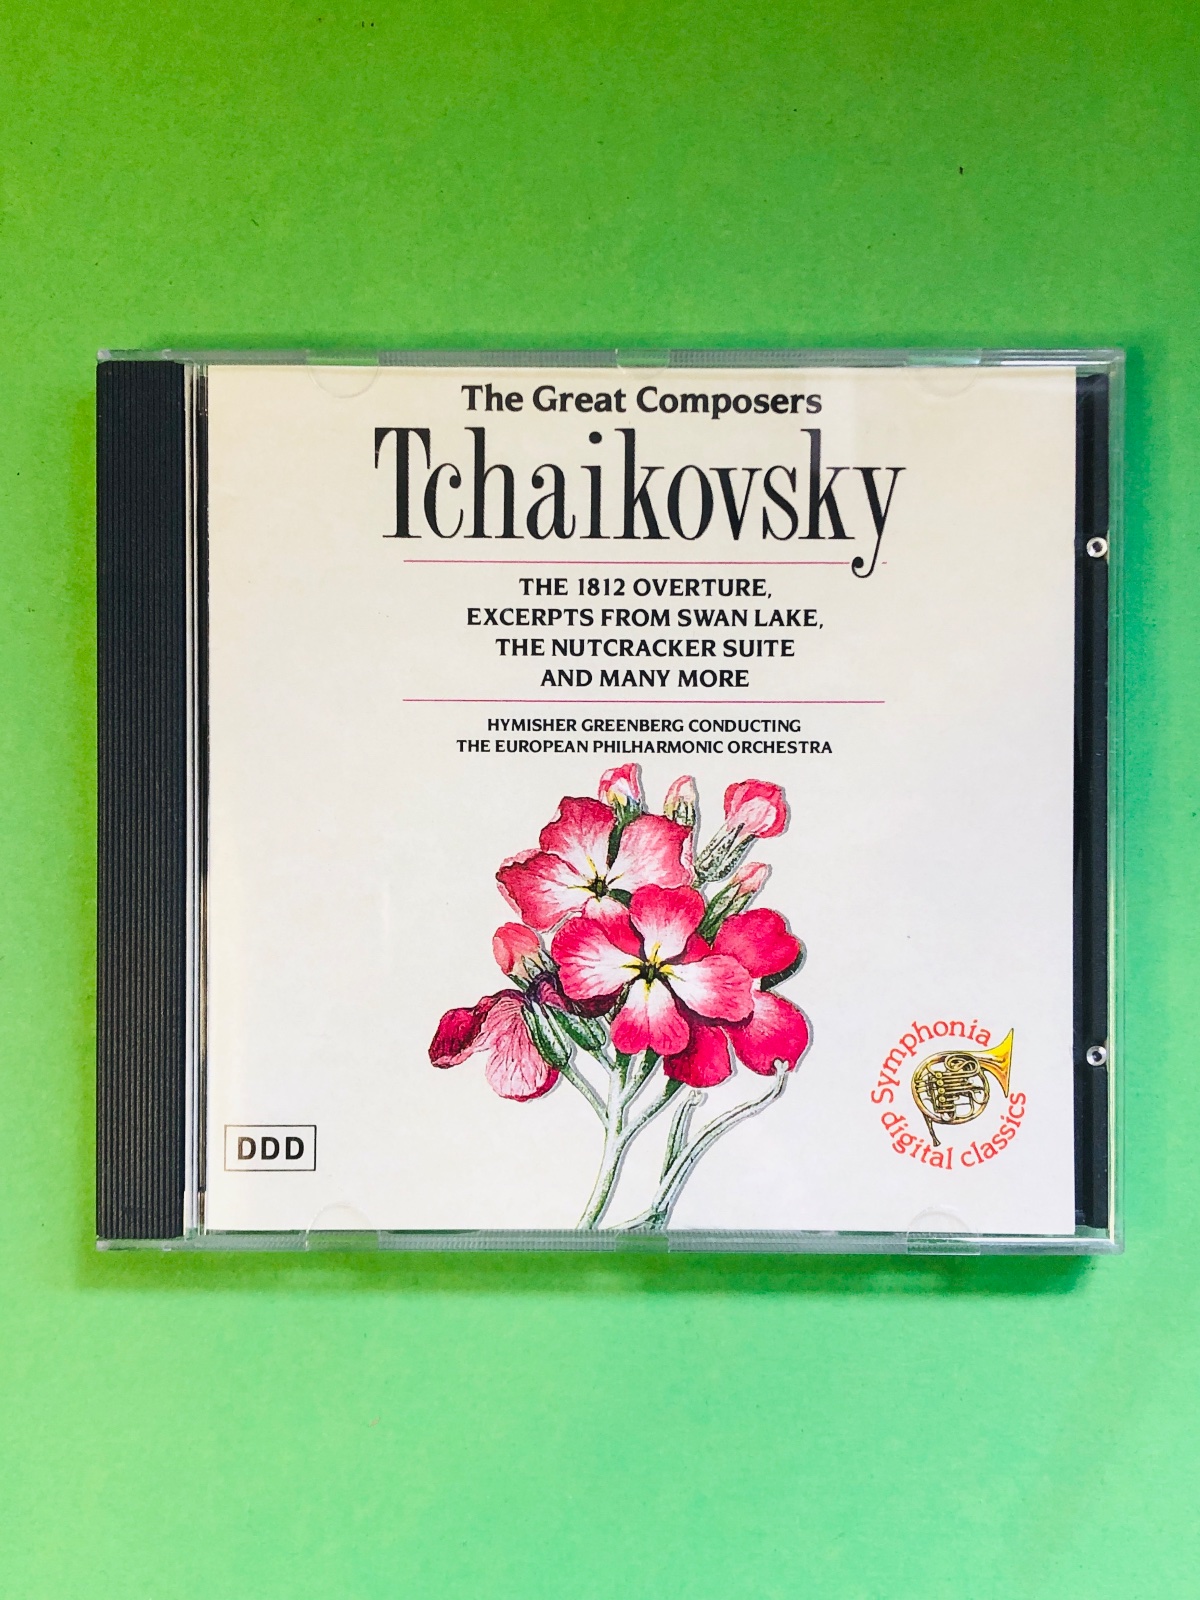 The Great Composers
Tchaikovsky
THE 1812 OVERTURE,
EXCERPTS FROM SWAN LAKE,
THE NUTCRACKER SUITE
AND MANY MORE
HYMISHER GREENBERG CONDUCTING
THE EUROPEAN PHILHARMONIC ORCHESTRA
Symphonia
digital classics
DDD